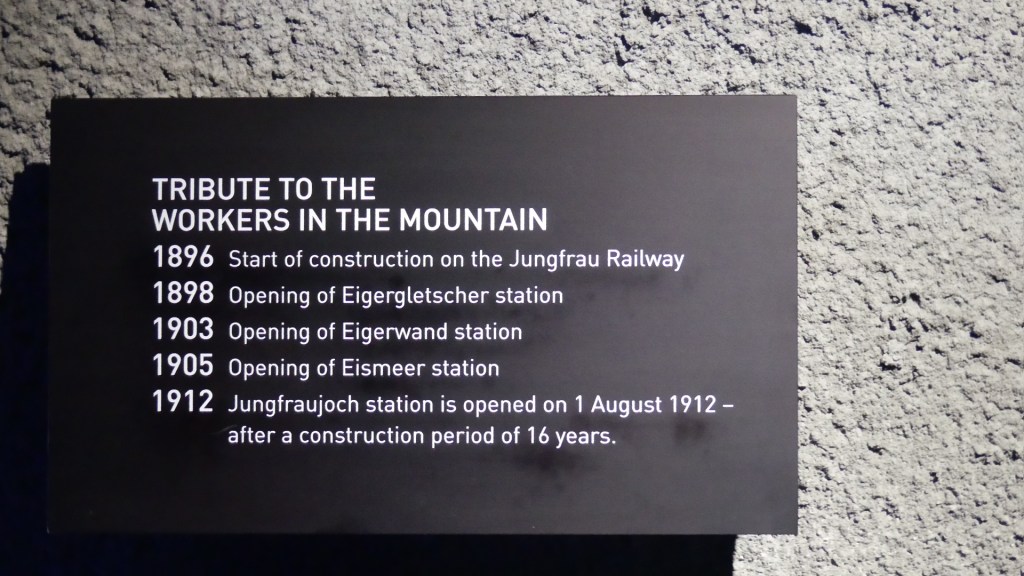 TRIBUTE TO THE
WORKERS IN THE MOUNTAIN
1896 Start of construction on the Jungfrau Railway
1898 Opening of Eigergletscher station
1903 Opening of Eigerwand station
1905 Opening of Eismeer station
1912 Jungfraujoch station is opened on 1 August 1912 –
after a construction period of 16 years.